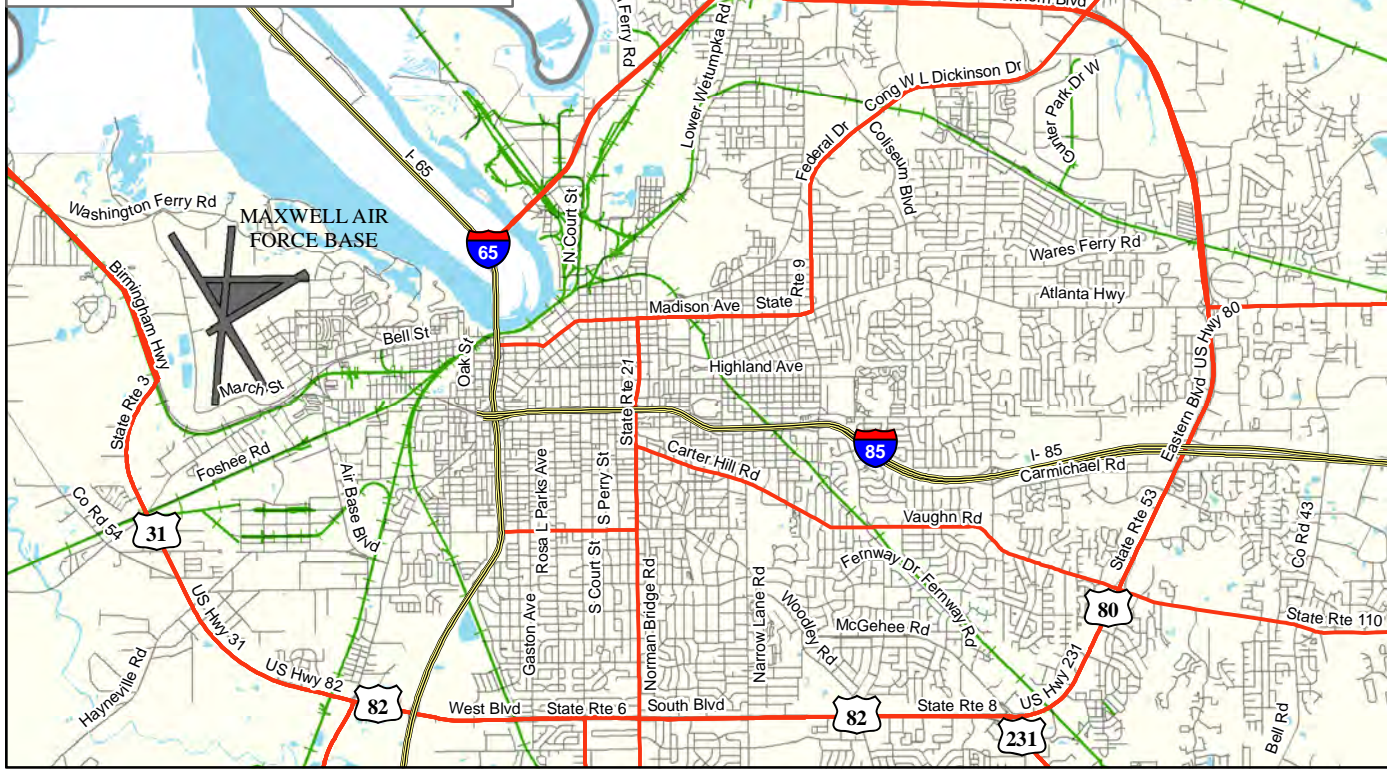 Ferry Rd
Lower Wetumpka Rd
Blvd
Cong W L Dickinson Dr
Gunter Park Dr W
I- 65
Federal Dr
Coliseum Blvd
Washington Ferry Rd
MAXWELL AIR
FORCE BASE
65
N Court St
Wares Ferry Rd
Birmingham Hwy
Madison Ave
State
Rte 9
Atlanta Hwy
US Hwy 80
Bell St
Oak St
State Rte 21
Highland Ave
March St
State Rte 3
Eastern Blvd
Foshee Rd
Carter Hill Rd
85
I- 85
Carmichael Rd
Air Base Blvd
Rosa L Parks Ave
S Perry St
Co Rd 54
31
Vaughn Rd
State Rte 53
Co Rd 43
S Court St
Fernway Dr
Fernway Rd
Gaston Ave
Norman Bridge Rd
Narrow Lane Rd
Woodley Rd
McGehee Rd
80
State Rte 110
US Hwy 31
Hayneville Rd
US Hwy 82
82
West Blvd
State Rte 6
South Blvd
82
State Rte 8
US Hwy 231
231
Bell Rd